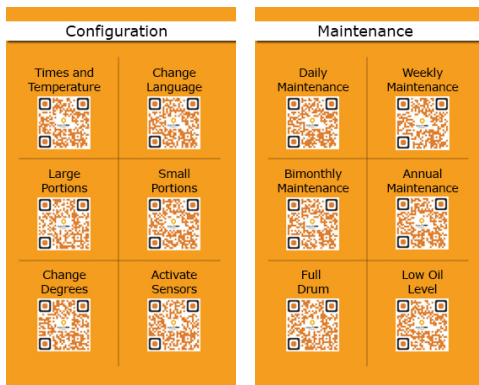 Configuration
Times and
Temperature
Change
Language
Large
Portions
Small
Portions
Change
Degrees
Activate
Sensors
Maintenance
Daily
Maintenance
Weekly
Maintenance
Bimonthly
Maintenance
Annual
Maintenance
Full
Drum
Low Oil
Level